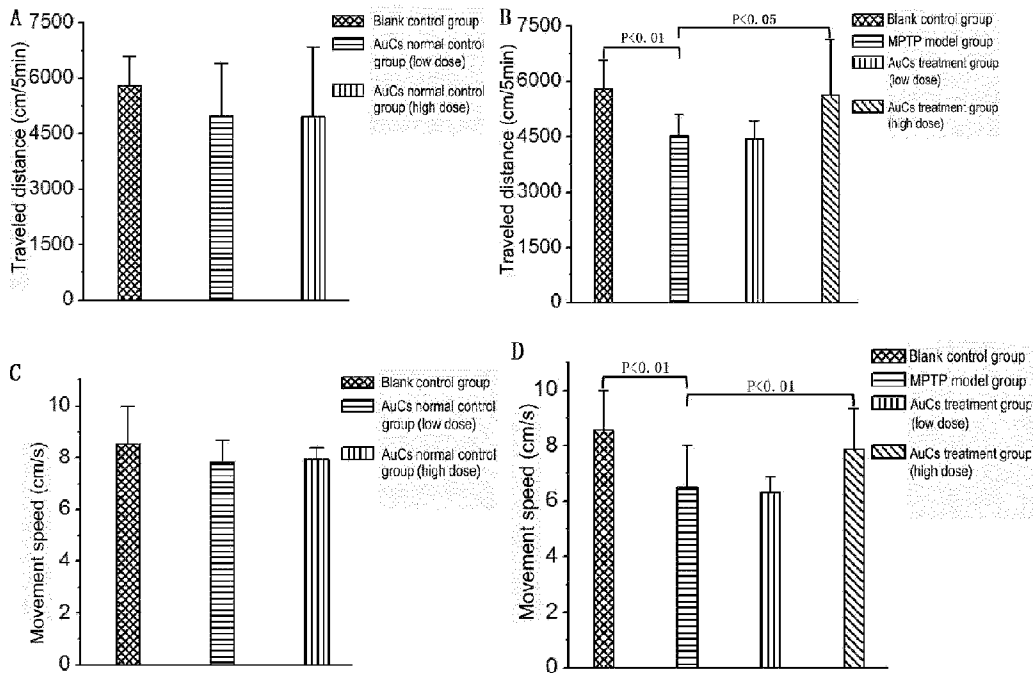 A
Traveled distance (cm/5min)
7500
6000
4500
3000
1500
0
Blank control group
AuCs normal control
group (low dose)
AuCs normal control
group (high dose)
B
Traveled distance (cm/5min)
7500
6000
4500
3000
1500
0
P<0.01
P<0.05
Blank control group
MPTP model group
AuCs treatment group
(low dose)
AuCs treatment group
(high dose)
C
Movement speed (cm/s)
10
8
6
4
2
0
Blank control group
AuCs normal control
group (low dose)
AuCs normal control
group (high dose)
D
Movement speed (cm/s)
10
8
6
4
2
0
P<0.01
P<0.01
Blank control group
MPTP model group
AuCs treatment group
(low dose)
AuCs treatment group
(high dose)